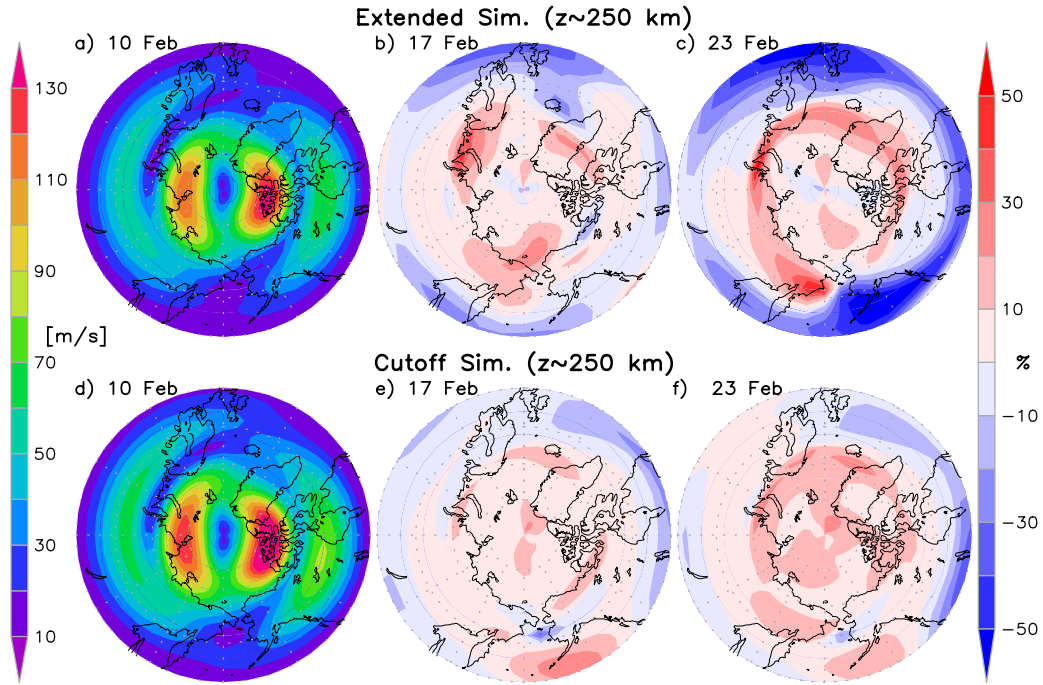 Extended Sim. (z~250 km)
a) 10 Feb
b) 17 Feb
c) 23 Feb
130
110
90
[m/s]
70
50
30
10
50
30
10
%
−10
−30
−50
Cutoff Sim. (z~250 km)
d) 10 Feb
e) 17 Feb
f) 23 Feb